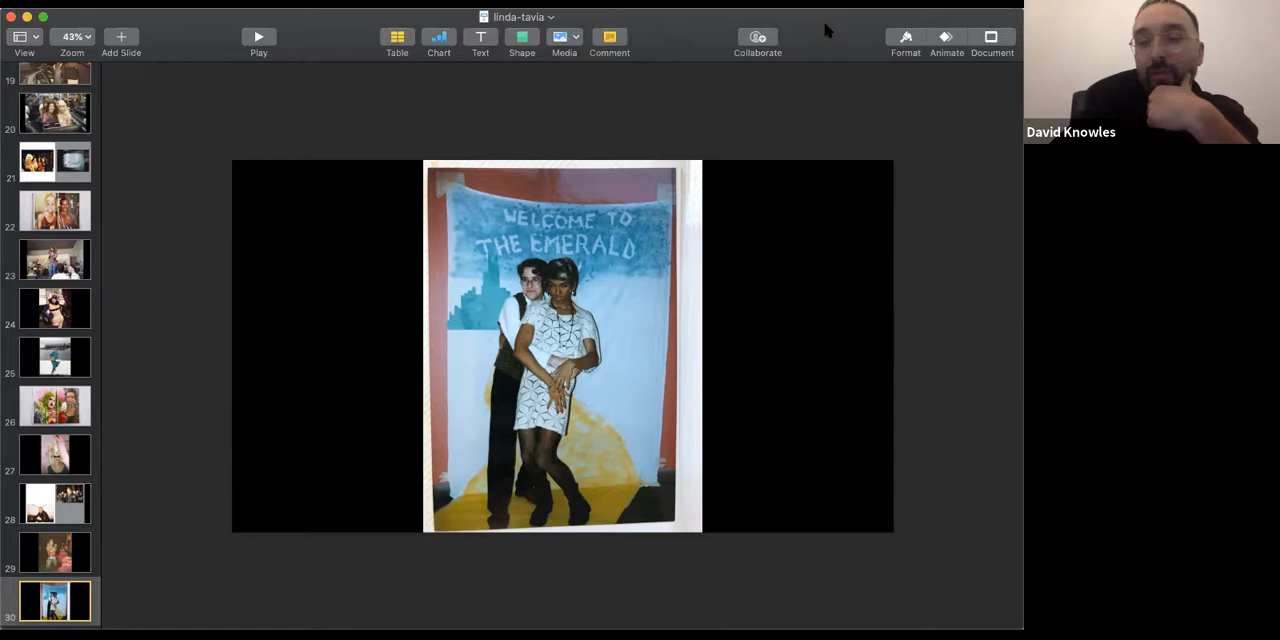 linda-tavia
43%
View
Zoom
Add Slide
Play
Table
Chart
Text
Shape
Media
Comment
Collaborate
Format
Animate
Document
19
20
21
22
23
24
25
26
27
28
29
30
WELCOME TO
THE EMERALD
David Knowles